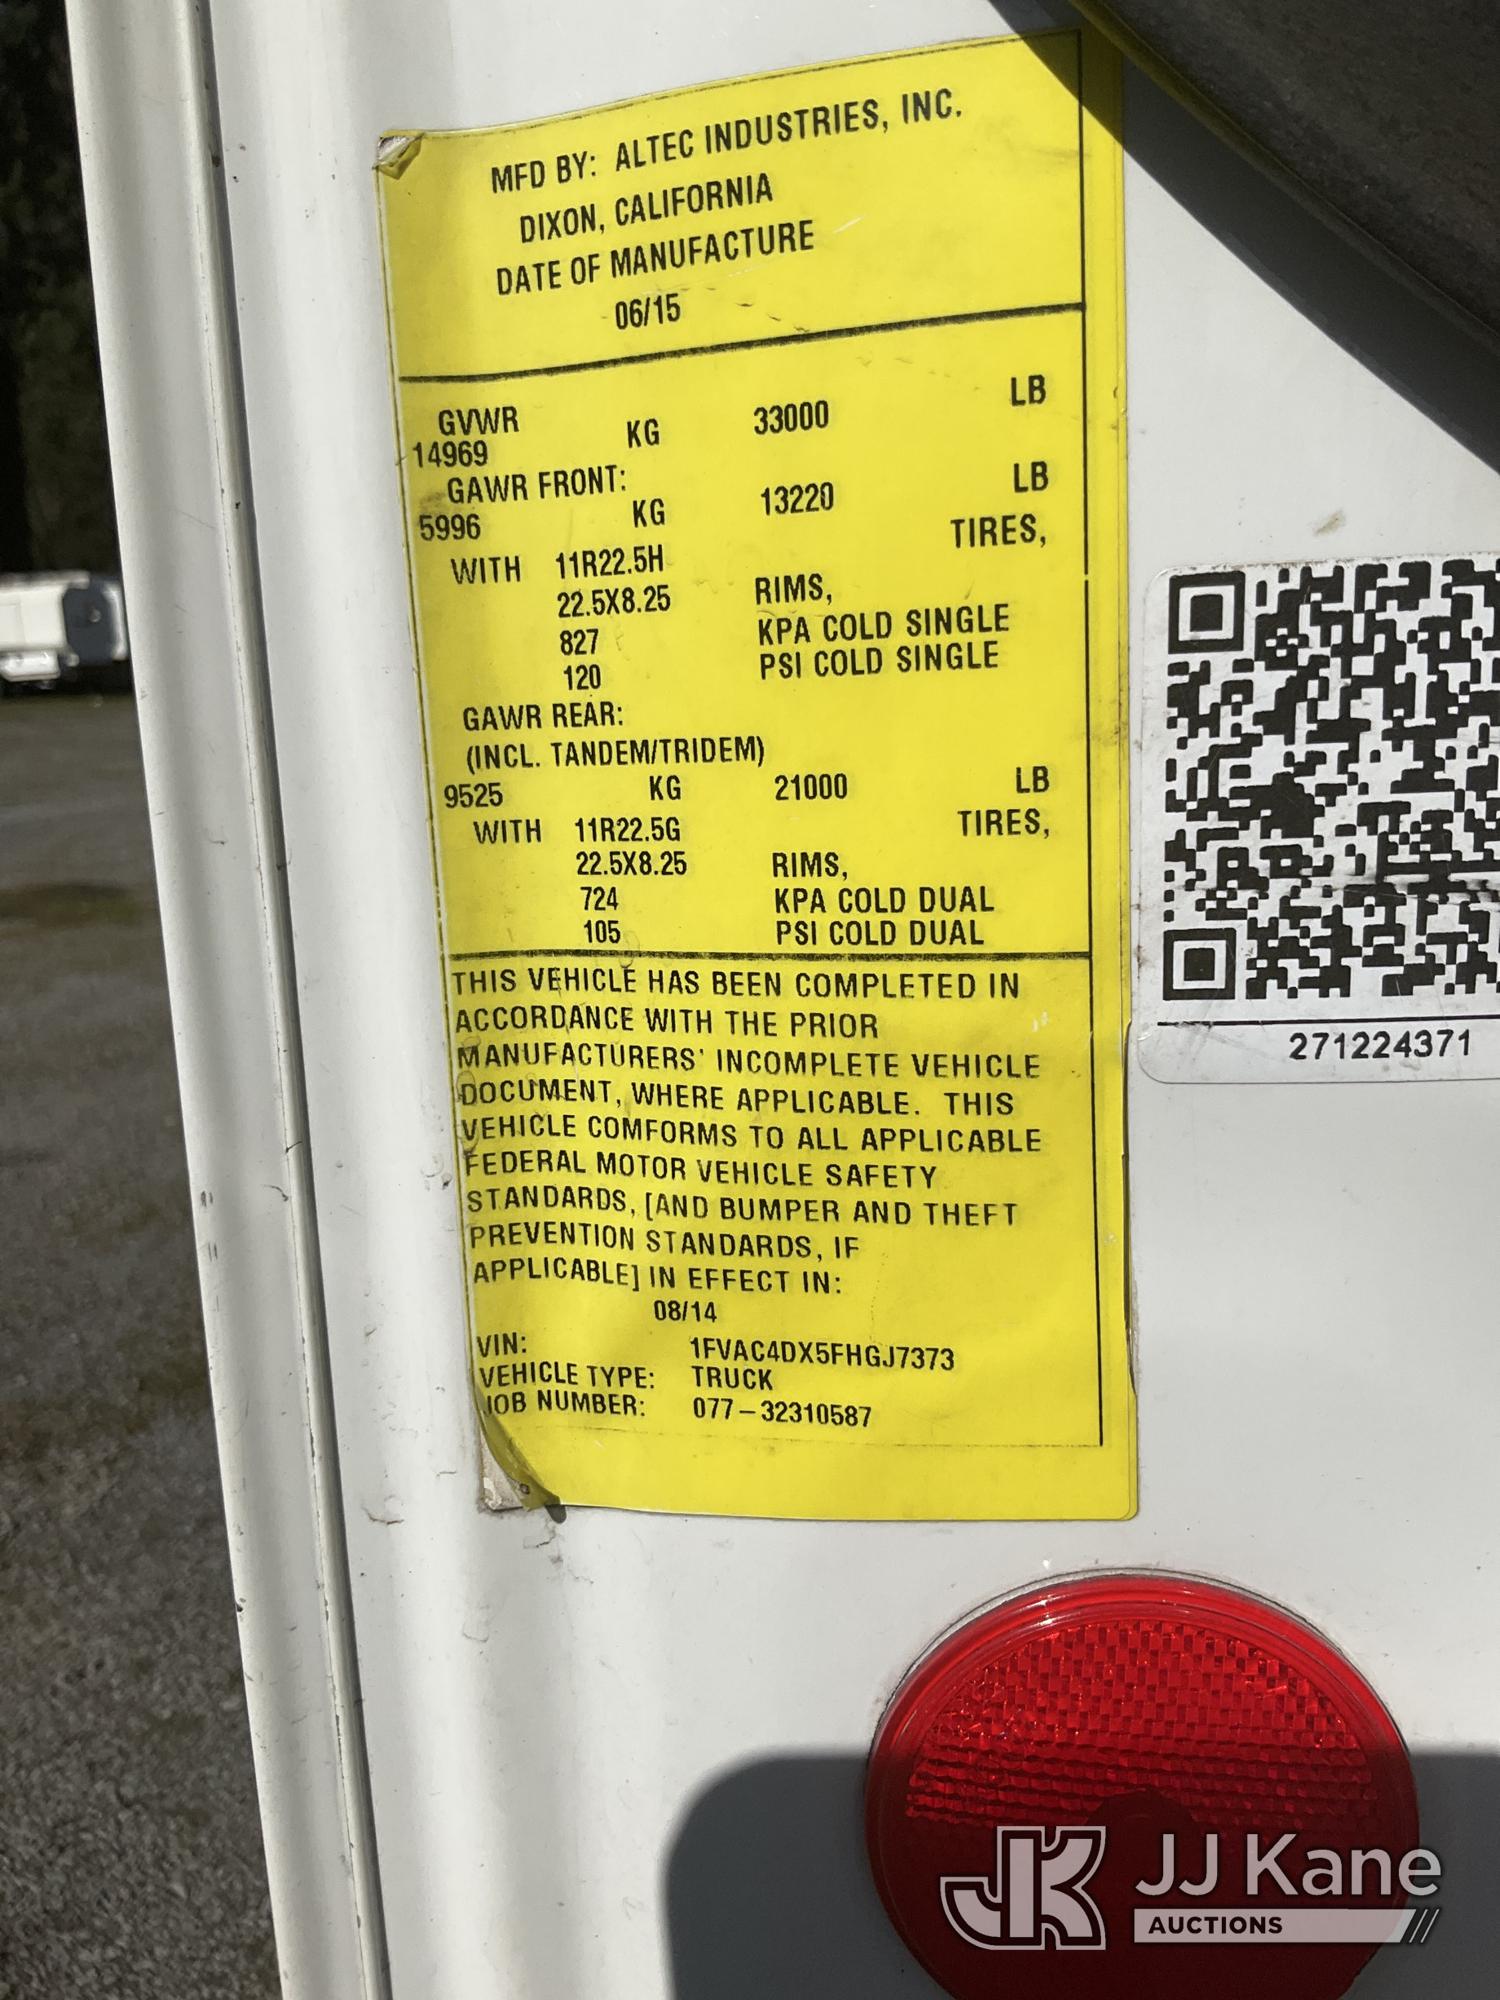 MFD BY: ALTEC INDUSTRIES, INC.
DIXON, CALIFORNIA
DATE OF MANUFACTURE
06/15
GVWR
14969 KG 33000 LB
GAWR FRONT:
5996 KG 13220 LB
WITH 11R22.5H TIRES,
22.5X8.25 RIMS,
827 KPA COLD SINGLE
120 PSI COLD SINGLE
GAWR REAR:
(INCL. TANDEM/TRIDEM)
9525 KG 21000 LB
WITH 11R22.5G TIRES,
22.5X8.25 RIMS,
724 KPA COLD DUAL
105 PSI COLD DUAL
THIS VEHICLE HAS BEEN COMPLETED IN
ACCORDANCE WITH THE PRIOR
MANUFACTURERS' INCOMPLETE VEHICLE
DOCUMENT, WHERE APPLICABLE. THIS
VEHICLE COMFORMS TO ALL APPLICABLE
FEDERAL MOTOR VEHICLE SAFETY
STANDARDS, [AND BUMPER AND THEFT
PREVENTION STANDARDS, IF
APPLICABLE] IN EFFECT IN:
08/14
VIN: 1FVAC4DX5FHGJ7373
VEHICLE TYPE: TRUCK
JOB NUMBER: 077-32310587
271224371
JK JJ Kane
AUCTIONS